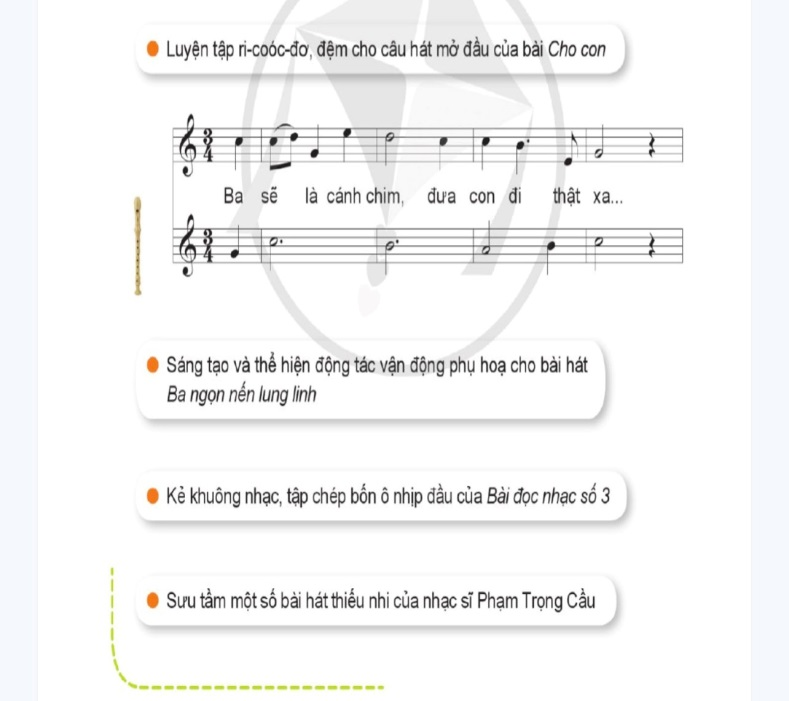 Luyện tập ri-coóc-đơ, đệm cho câu hát mở đầu của bài Cho con
3
4
Ba sẽ là cánh chim, đưa con đi thật xa...
3
4
Sáng tạo và thể hiện động tác vận động phụ hoạ cho bài hát
Ba ngọn nến lung linh
Kẻ khuông nhạc, tập chép bốn ô nhịp đầu của Bài đọc nhạc số 3
Sưu tầm một số bài hát thiếu nhi của nhạc sĩ Phạm Trọng Cầu